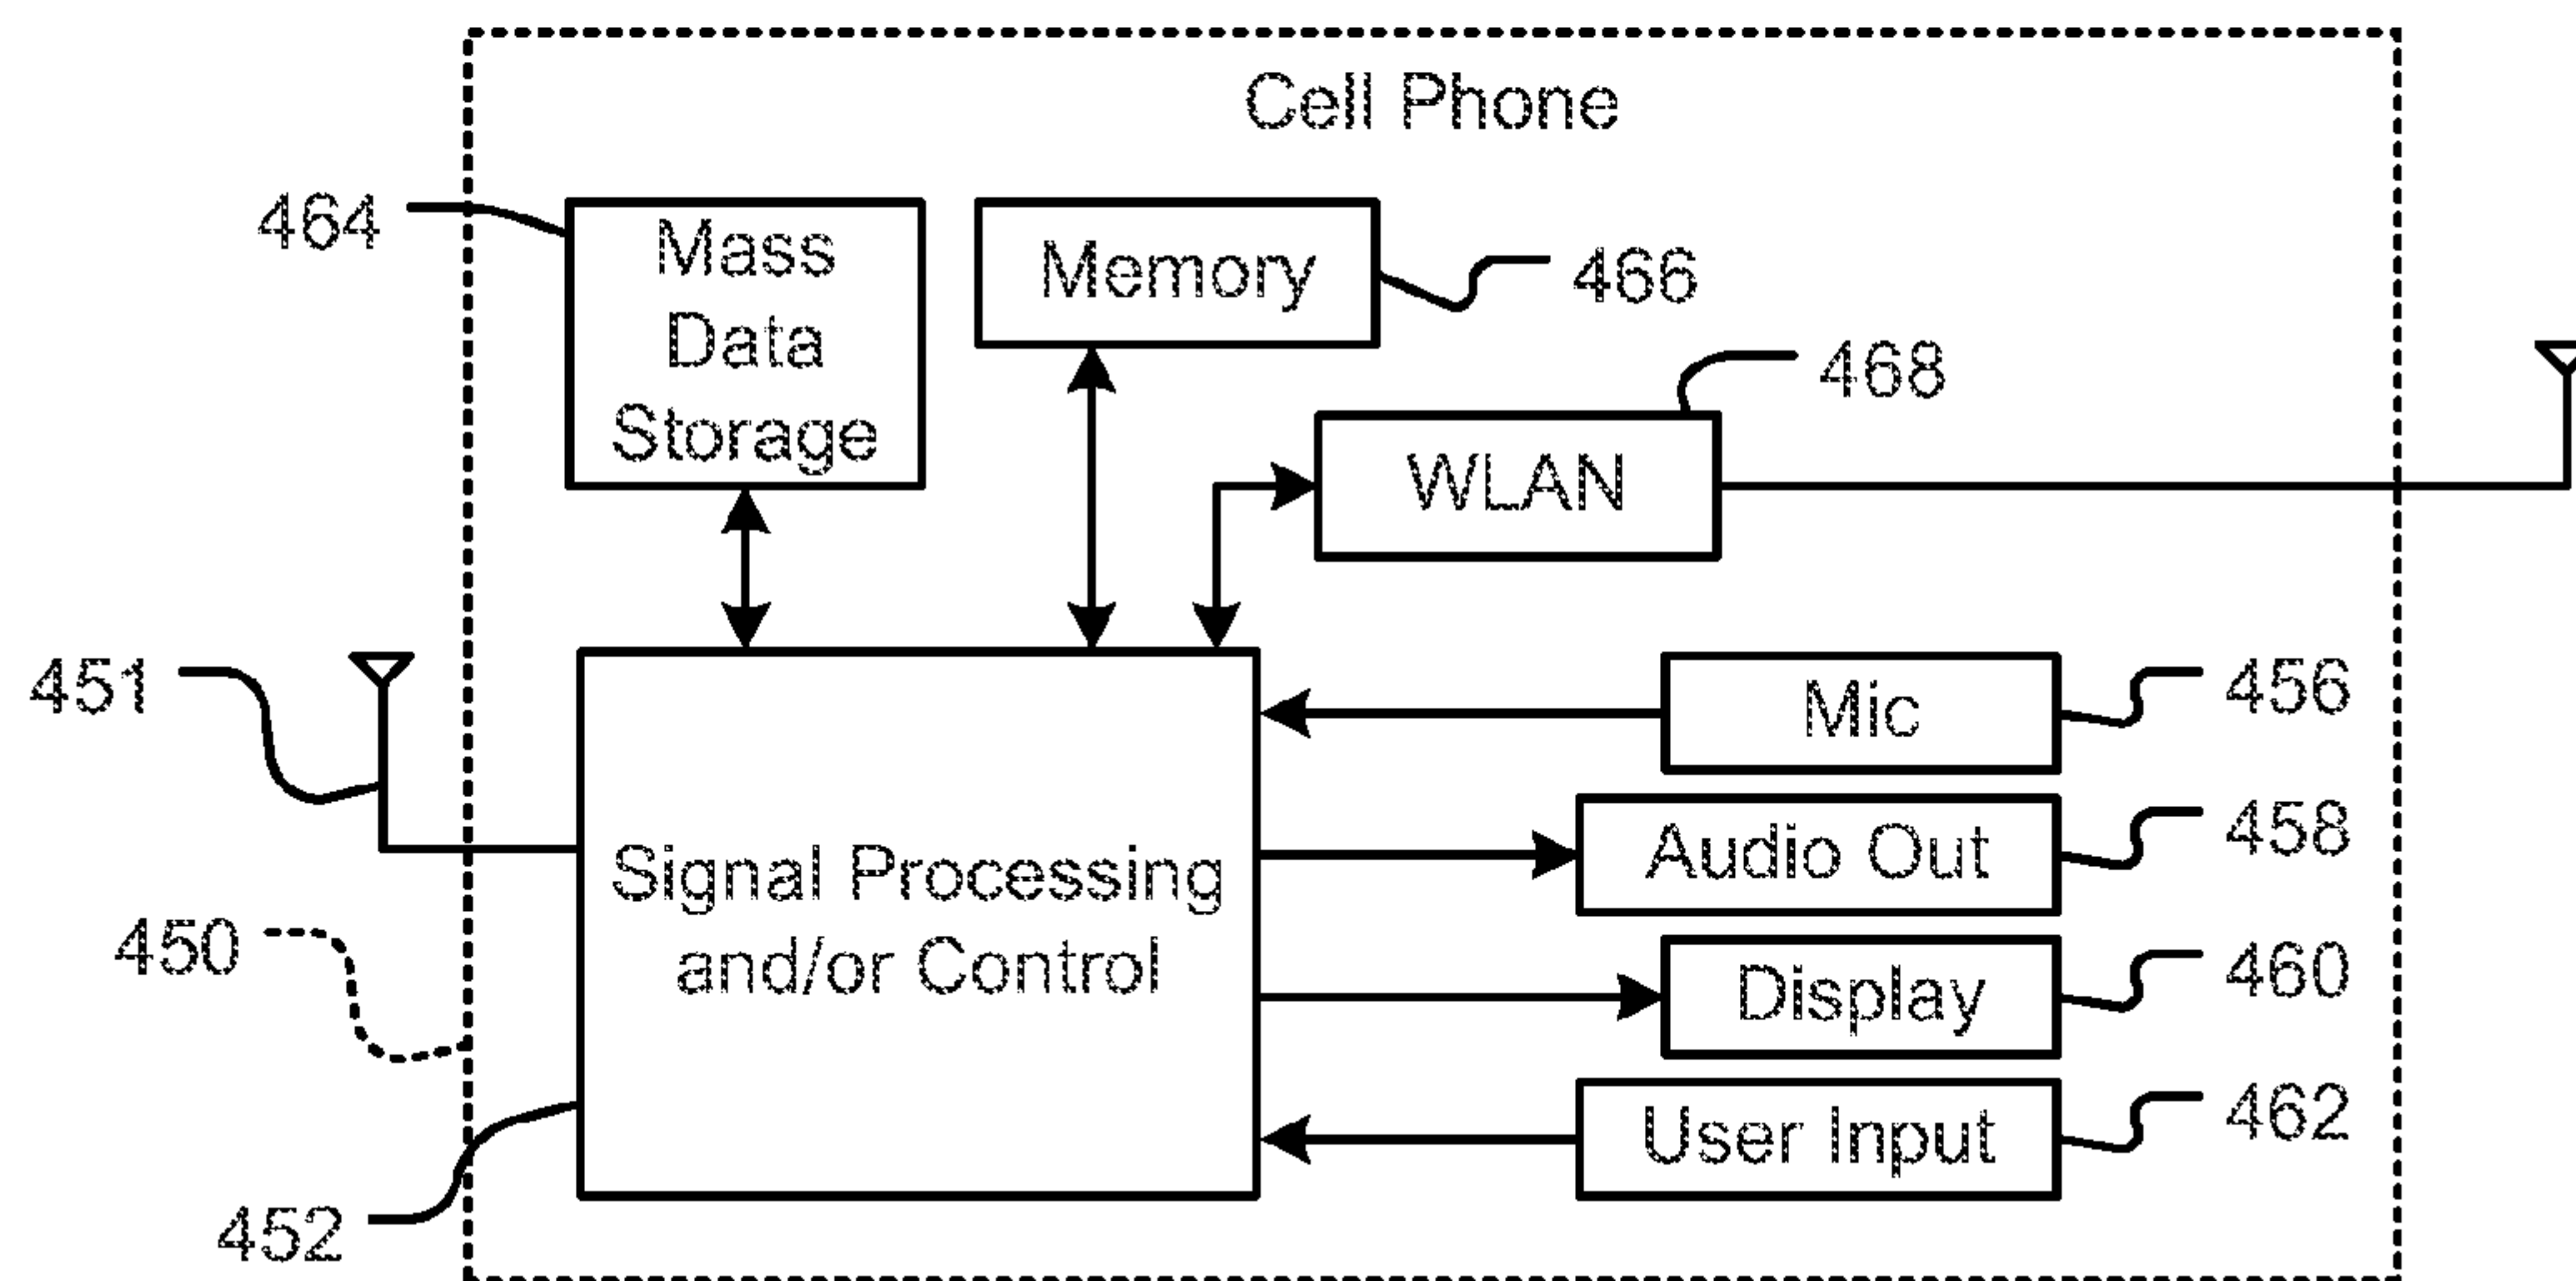 Cell Phone
464
Mass
Data
Storage
Memory
466
468
WLAN
451
Mic
456
Signal Processing
and/or Control
Audio Out
458
450
Display
460
User Input
462
452